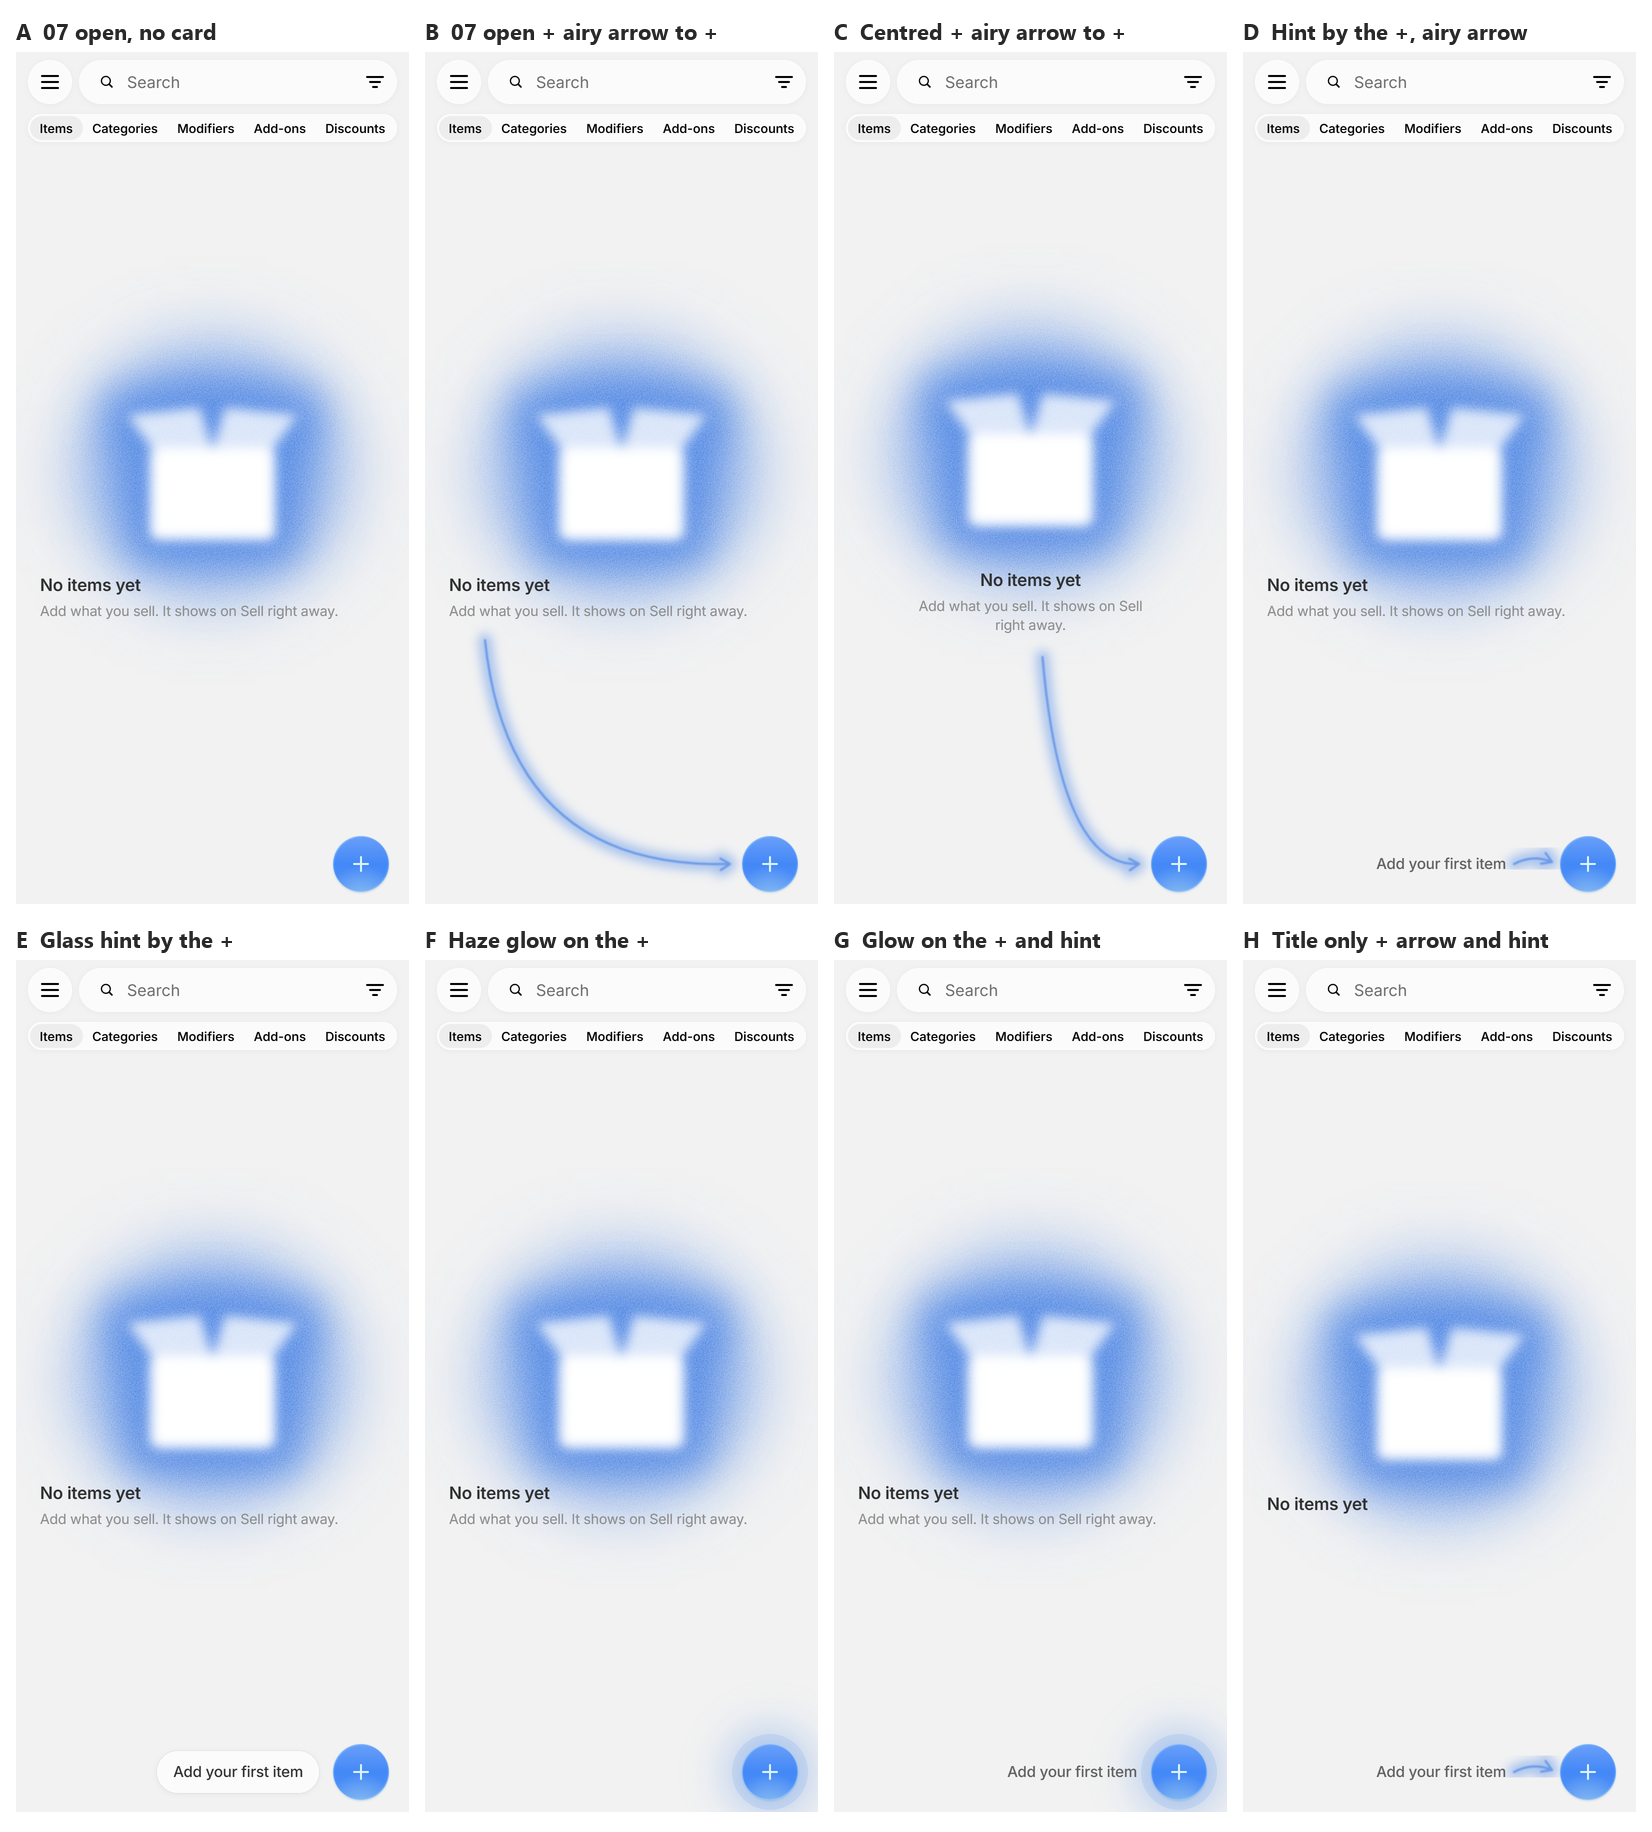 A 07 open, no card
Search
Items Categories Modifiers Add-ons Discounts
No items yet
Add what you sell. It shows on Sell right away.
B 07 open + airy arrow to +
Search
Items Categories Modifiers Add-ons Discounts
No items yet
Add what you sell. It shows on Sell right away.
C Centred + airy arrow to +
Search
Items Categories Modifiers Add-ons Discounts
No items yet
Add what you sell. It shows on Sell
right away.
D Hint by the +, airy arrow
Search
Items Categories Modifiers Add-ons Discounts
No items yet
Add what you sell. It shows on Sell right away.
Add your first item
E Glass hint by the +
Search
Items Categories Modifiers Add-ons Discounts
No items yet
Add what you sell. It shows on Sell right away.
Add your first item
F Haze glow on the +
Search
Items Categories Modifiers Add-ons Discounts
No items yet
Add what you sell. It shows on Sell right away.
G Glow on the + and hint
Search
Items Categories Modifiers Add-ons Discounts
No items yet
Add what you sell. It shows on Sell right away.
Add your first item
H Title only + arrow and hint
Search
Items Categories Modifiers Add-ons Discounts
No items yet
Add your first item